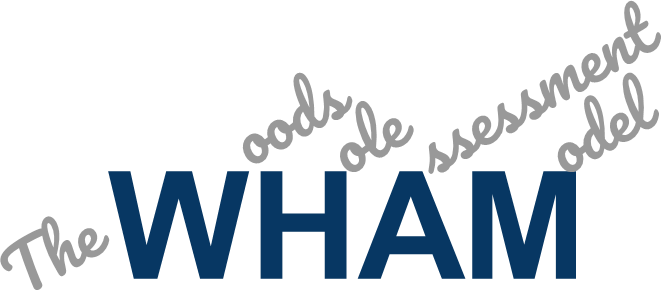 The WHAM
oods
ole
ssessment
odel